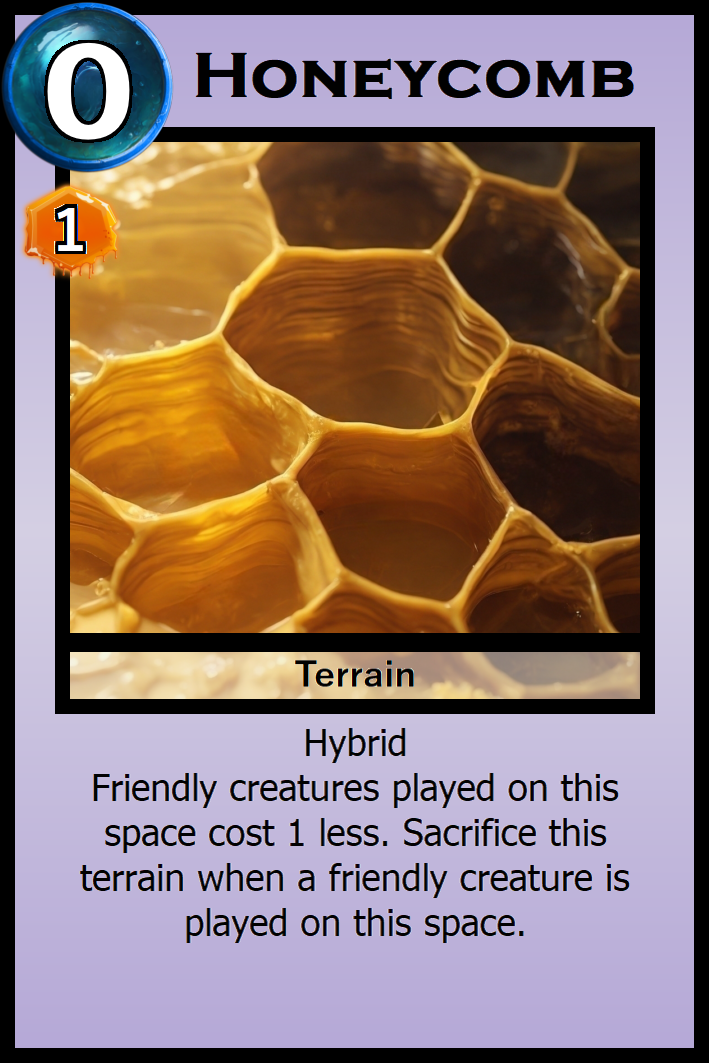 0
Honeycomb
1
Terrain
Hybrid
Friendly creatures played on this
space cost 1 less. Sacrifice this
terrain when a friendly creature is
played on this space.